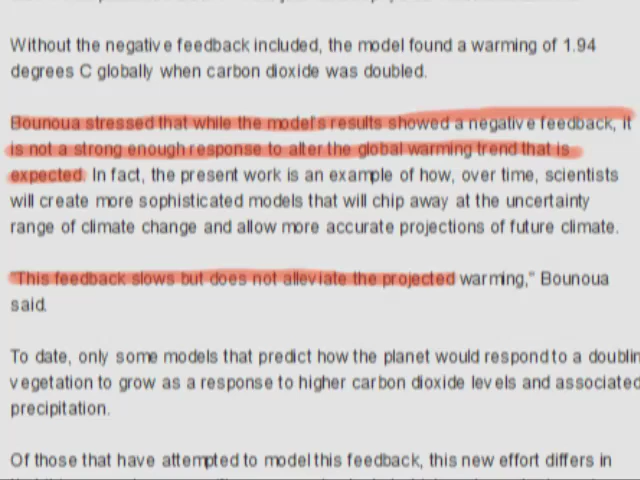 Without the negative feedback included, the model found a warming of 1.94
degrees C globally when carbon dioxide was doubled.
Bounoua stressed that while the model's results showed a negative feedback, it
is not a strong enough response to alter the global warming trend that is
expected. In fact, the present work is an example of how, over time, scientists
will create more sophisticated models that will chip away at the uncertainty
range of climate change and allow more accurate projections of future climate.
"This feedback slows but does not alleviate the projected warming," Bounoua
said.
To date, only some models that predict how the planet would respond to a doublin
vegetation to grow as a response to higher carbon dioxide levels and associated
precipitation.
Of those that have attempted to model this feedback, this new effort differs in